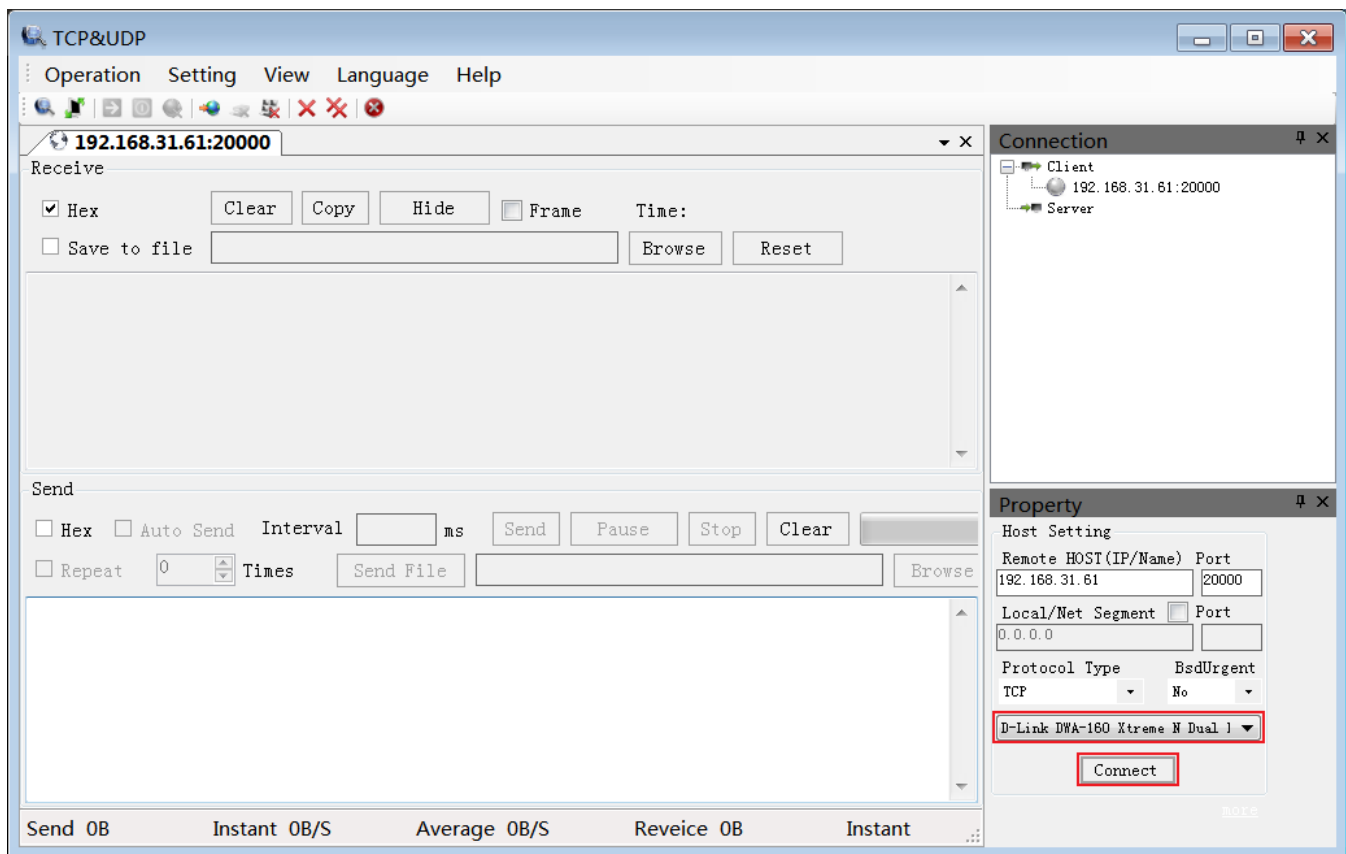 TCP&UDP
Operation Setting View Language Help
192.168.31.61:20000
Receive
Hex Clear Copy Hide Frame Time:
Save to file Browse Reset
Send
Hex Auto Send Interval ms Send Pause Stop Clear
Repeat 0 Times Send File Browse
Send 0B Instant 0B/S Average 0B/S Reveice 0B Instant
Connection
Client
192.168.31.61:20000
Server
Property
Host Setting
Remote HOST(IP/Name) Port
192.168.31.61 20000
Local/Net Segment Port
0.0.0.0
Protocol Type BsdUrgent
TCP No
D-Link DWA-160 Xtreme N Dual
Connect
more